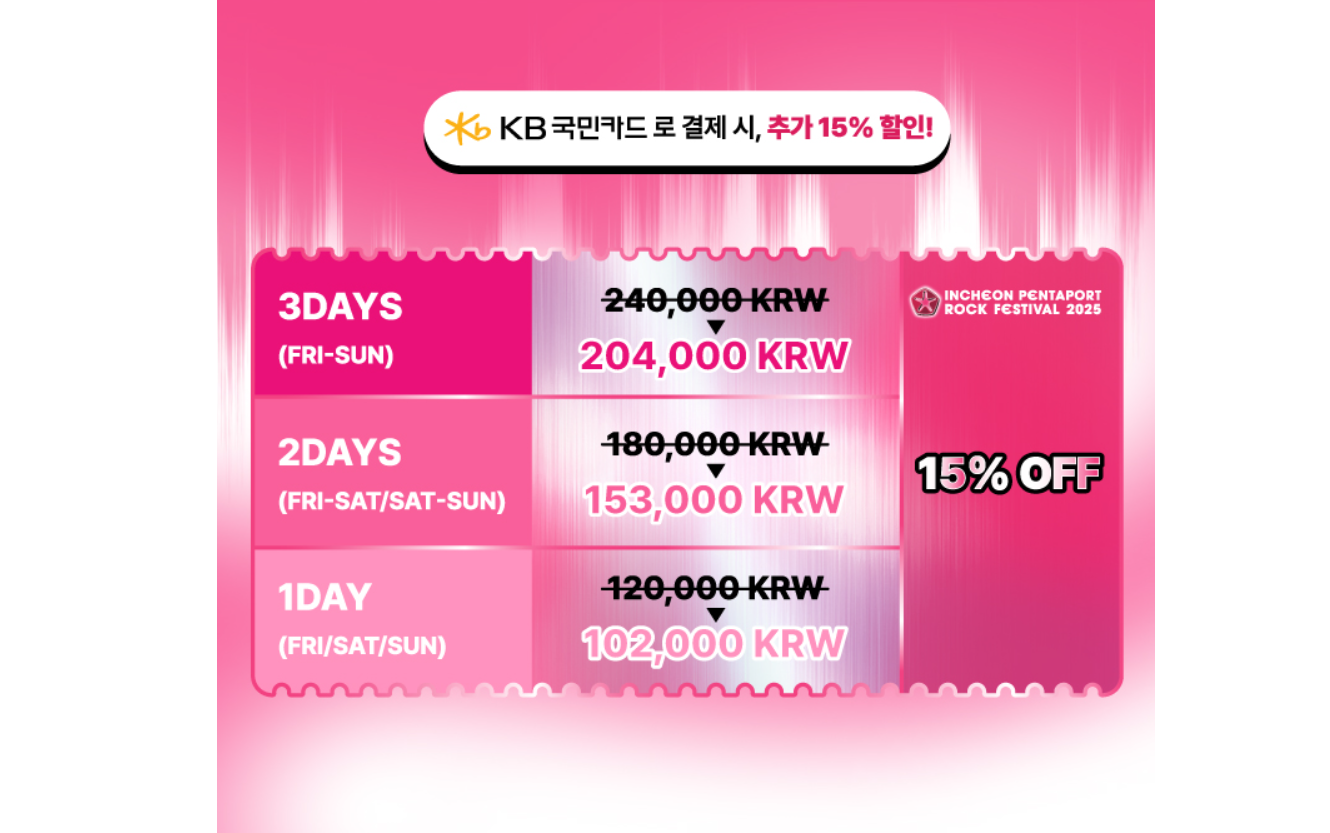 Kb KB 국민카드 로 결제 시, 추가 15% 할인!
3DAYS
(FRI-SUN)
240,000 KRW
▼
204,000 KRW
INCHEON PENTAPORT
ROCK FESTIVAL 2025
2DAYS
(FRI-SAT/SAT-SUN)
180,000 KRW
▼
153,000 KRW
15% OFF
1DAY
(FRI/SAT/SUN)
120,000 KRW
▼
102,000 KRW